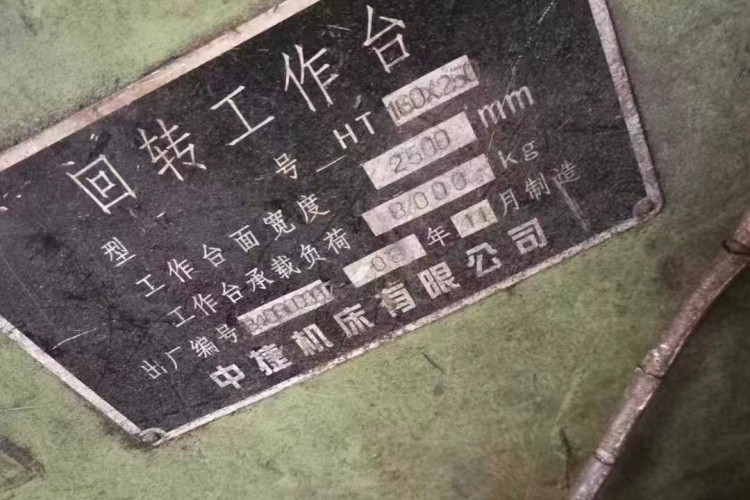 回转工作台
型号 HT 160X250
工作台面宽度 2500 mm
工作台承载负荷 8000 kg
出厂编号 年 11 月制造
中捷机床有限公司